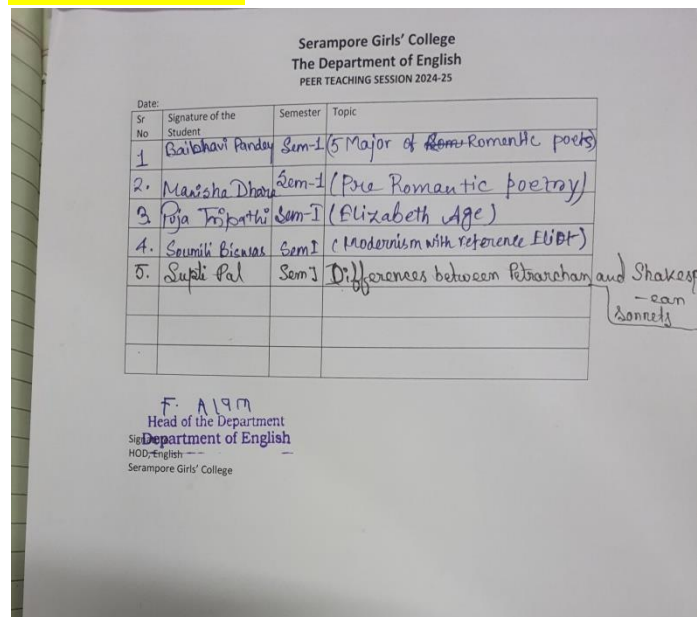 Serampore Girls' College
The Department of English
PEER TEACHING SESSION 2024-25
Date:
Sr No Signature of the Student Semester Topic
1 Baibhavi Pandey Sem-1 (5 Major of Romantic poets)
2. Manisha Dhara Sem-1 (Pre Romantic poetry)
3. Puja Tripathi Sem-I (Elizabeth Age)
4. Soumili Biswas Sem I (Modernism with reference Eliot)
5. Supti Pal Sem I Differences between Petrarchan and Shakesp
-ean
Sonnets
F. Alam
Head of the Department
Department of English
HOD, English
Serampore Girls' College